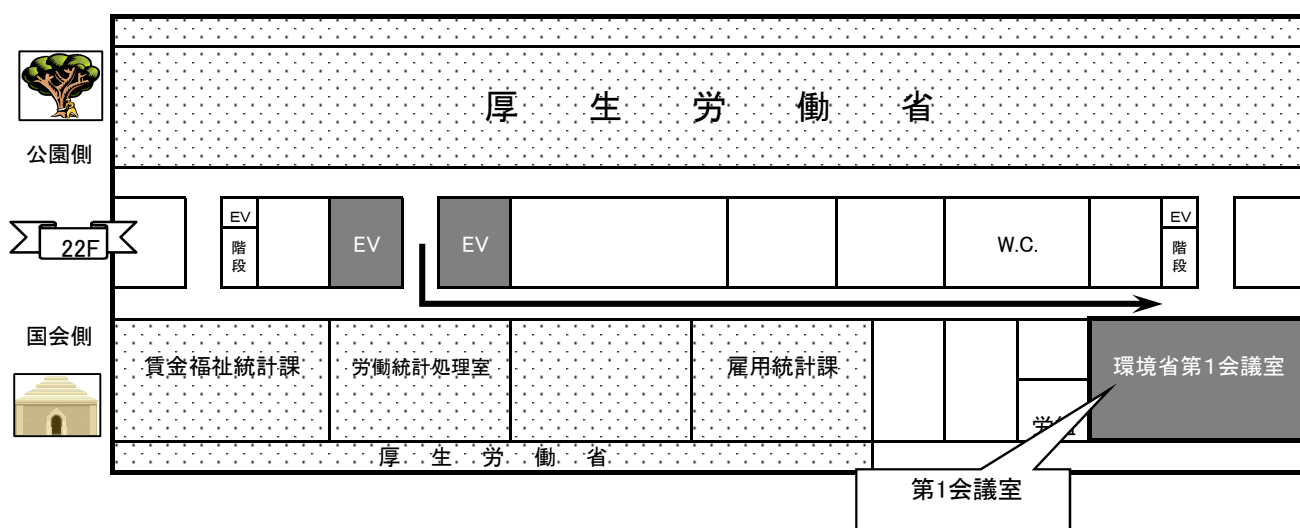 厚生労働省
公園側
22F
EV
階段
EV
EV
W.C.
EV
階段
国会側
賃金福祉統計課
労働統計処理室
雇用統計課
環境省第1会議室
厚生労働省
第1会議室